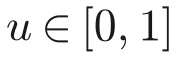 u ∈ [0, 1]